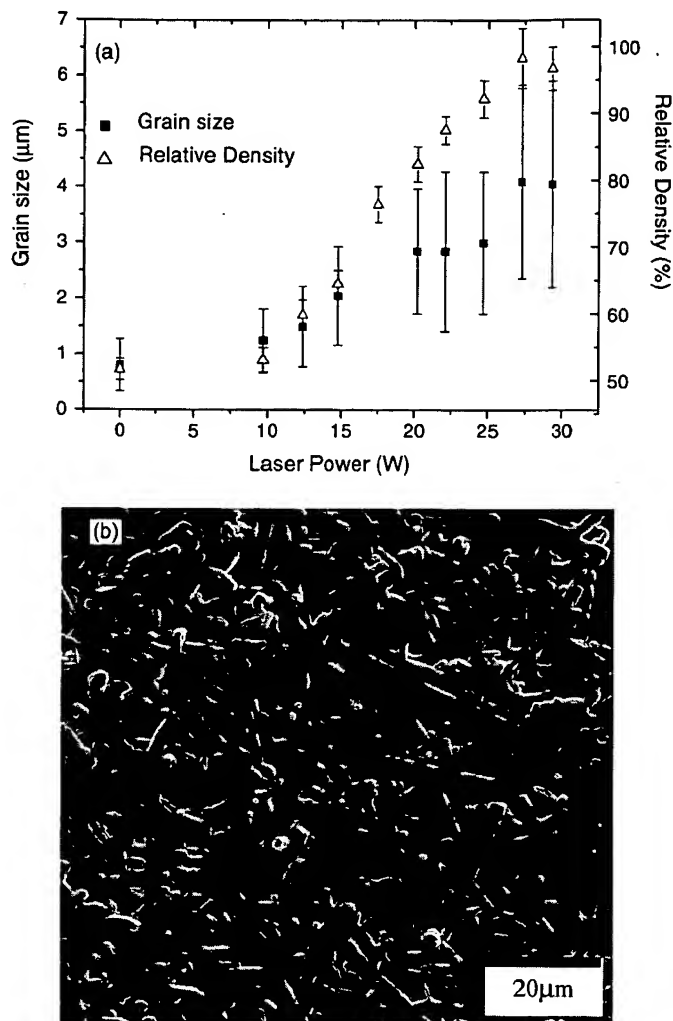 (a)
7
6
5
4
3
2
1
0
Grain size (μm)
Grain size
Relative Density
100
90
80
70
60
50
Relative Density (%)
0 5 10 15 20 25 30
Laser Power (W)
(b)
20μm